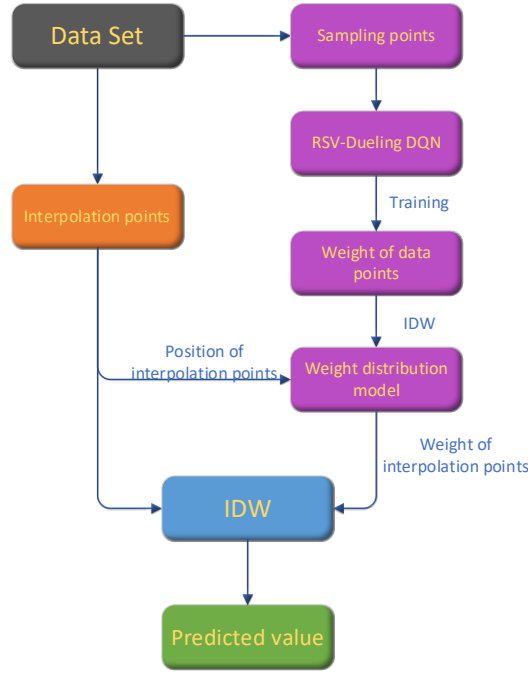 Data Set
Sampling points
RSV-Dueling DQN
Training
Interpolation points
Weight of data
points
IDW
Position of
interpolation points
Weight distribution
model
Weight of
interpolation points
IDW
Predicted value